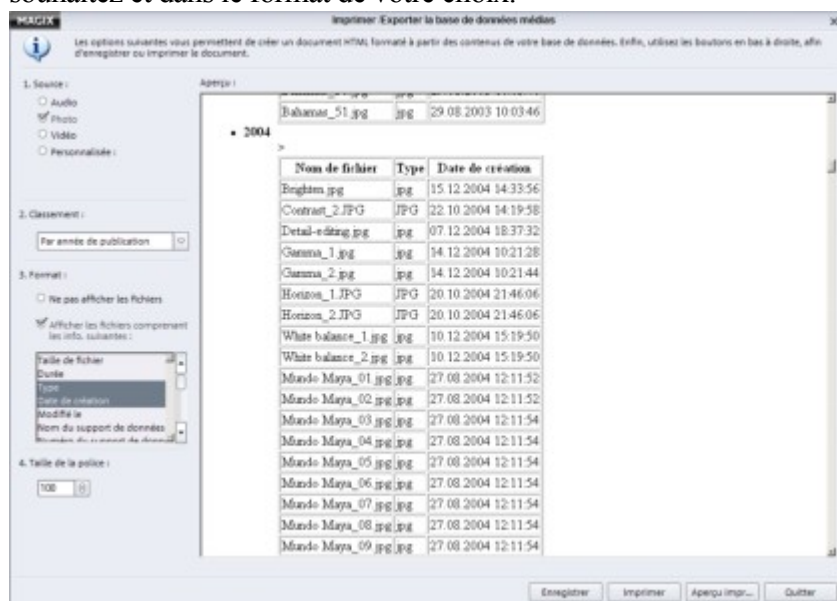 souhaitez et dans le format de votre choix.
MAGIX
Imprimer /Exporter la base de données médias
Les options suivantes vous permettent de créer un document HTML formaté à partir des contenus de votre base de données. Enfin, utilisez les boutons en bas à droite, afin
d'enregistrer ou imprimer le document.
1. Source :
Audio
Photo
Vidéo
Personnalisée :
2. Classement :
Par année de publication
3. Format :
Ne pas afficher les fichiers
Afficher les fichiers comprenant
les info. suivantes :
Taille de fichier
Durée
Type
Date de création
Modifié le
Nom du support de données
Numéro du support de donné
4. Taille de la police :
100
Aperçu :
Bahamas_51.jpg jpg 29.08.2003 10:03:46
• 2004
>
Nom de fichier Type Date de création
Brighten.jpg jpg 15.12.2004 14:33:56
Contrast_2.JPG JPG 22.10.2004 14:19:58
Detail-editing.jpg jpg 07.12.2004 18:37:32
Gamma_1.jpg jpg 14.12.2004 10:21:28
Gamma_2.jpg jpg 14.12.2004 10:21:44
Horizon_1.JPG JPG 20.10.2004 21:46:06
Horizon_2.JPG JPG 20.10.2004 21:46:06
White balance_1.jpg jpg 10.12.2004 15:19:50
White balance_2.jpg jpg 10.12.2004 15:19:50
Mundo Maya_01.jpg jpg 27.08.2004 12:11:52
Mundo Maya_02.jpg jpg 27.08.2004 12:11:52
Mundo Maya_03.jpg jpg 27.08.2004 12:11:54
Mundo Maya_04.jpg jpg 27.08.2004 12:11:54
Mundo Maya_05.jpg jpg 27.08.2004 12:11:54
Mundo Maya_06.jpg jpg 27.08.2004 12:11:54
Mundo Maya_07.jpg jpg 27.08.2004 12:11:54
Mundo Maya_08.jpg jpg 27.08.2004 12:11:54
Mundo Maya_09.jpg jpg 27.08.2004 12:11:54
Enregistrer Imprimer Aperçu impr... Quitter